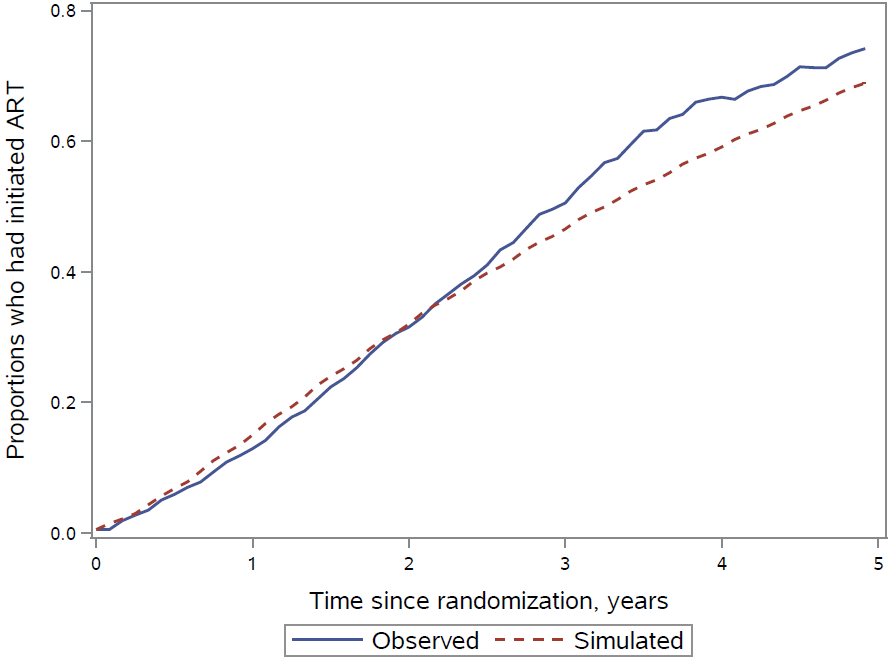 Proportions who had initiated ART
0.8
0.6
0.4
0.2
0.0
0 1 2 3 4 5
Time since randomization, years
Observed Simulated